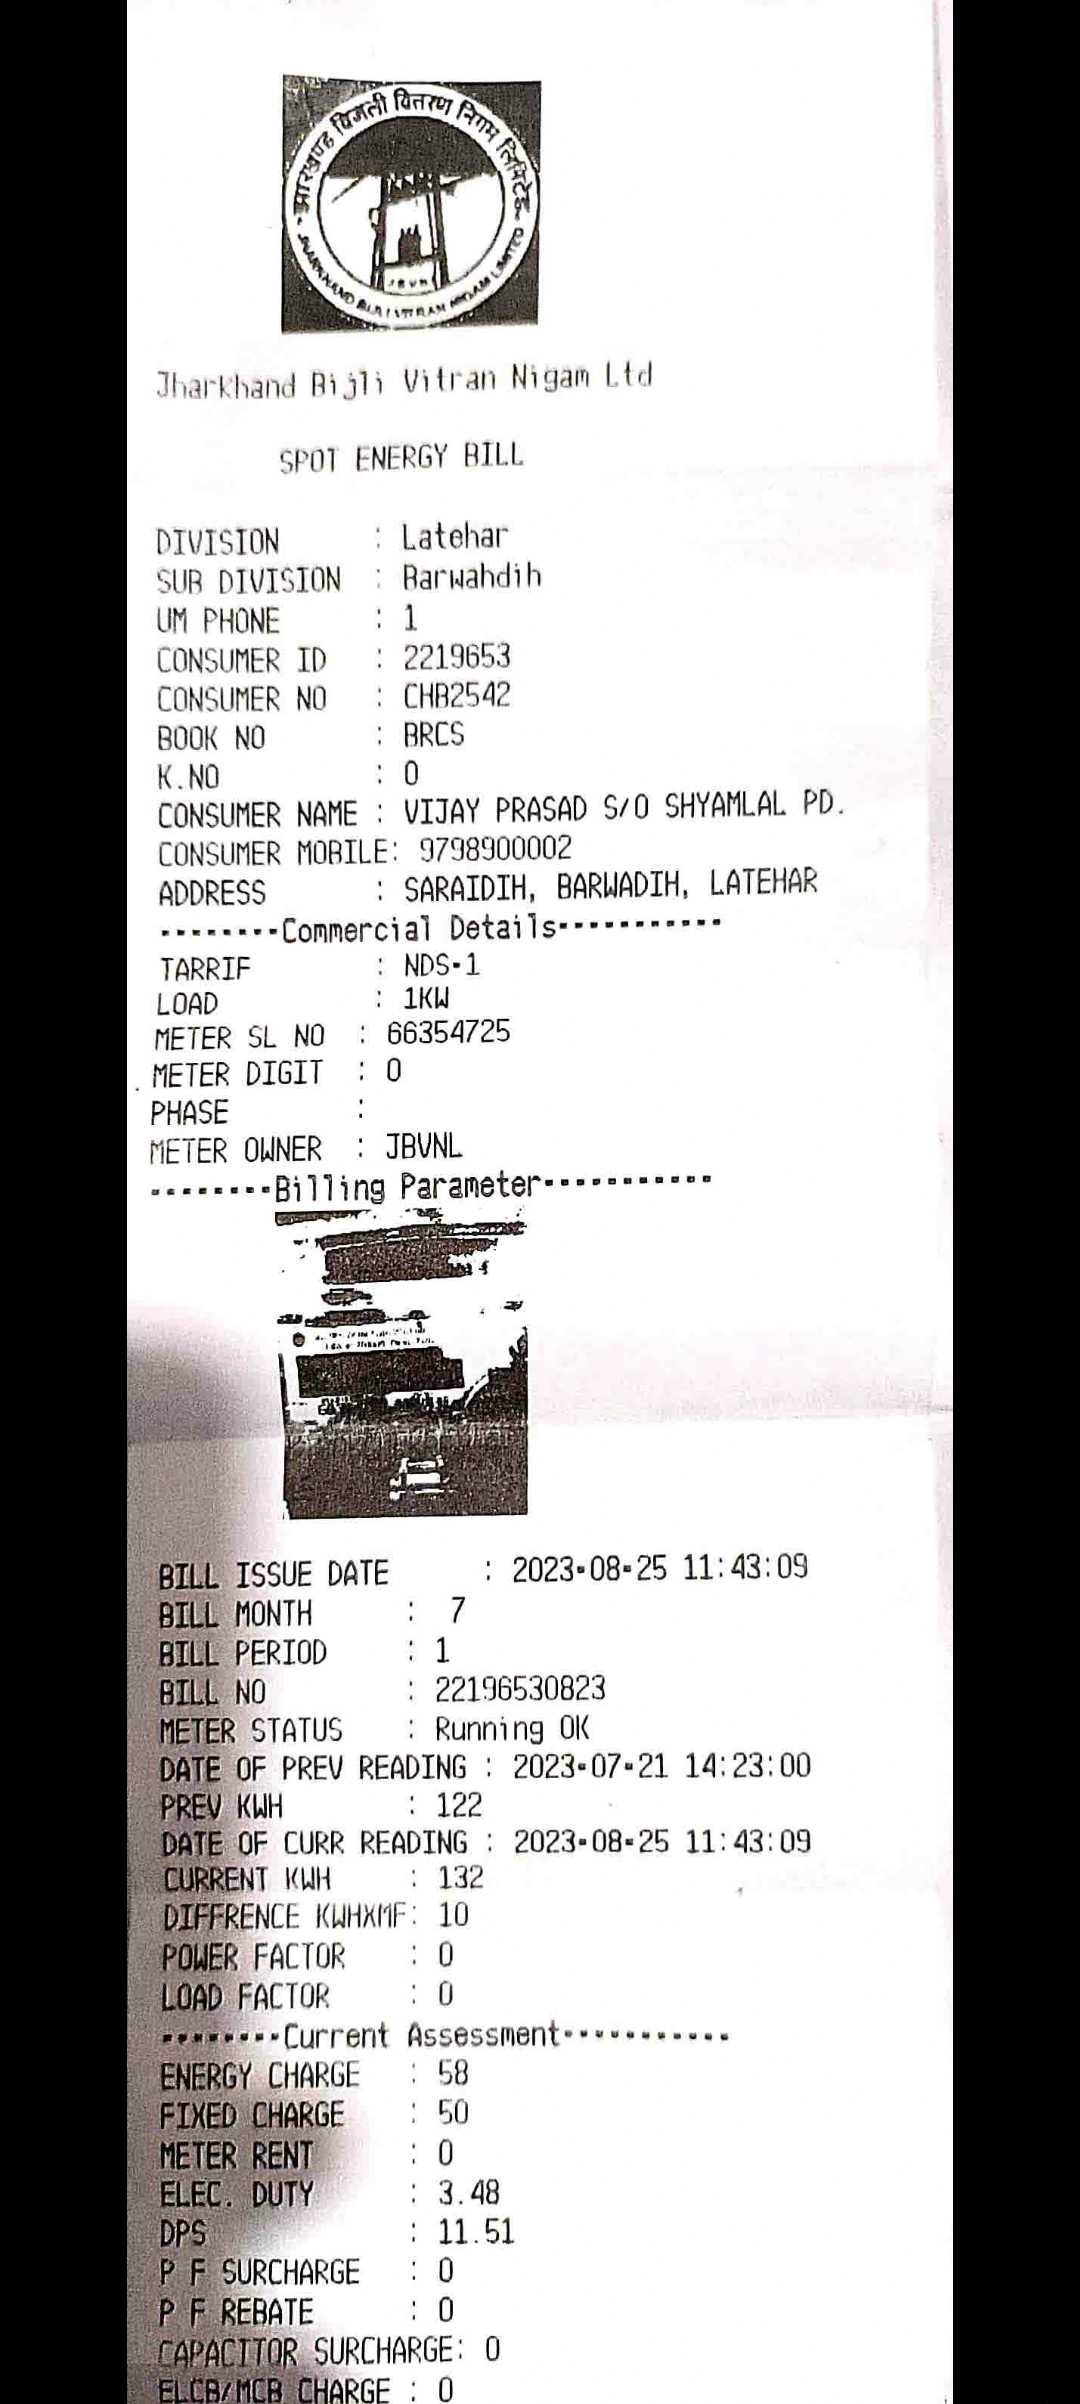 झारखण्ड बिजली वितरण निगम लिमिटेड
JBVN
JHARKHAND BIJLI VITRAN NIGAM LIMITED
Jharkhand Bijli Vitran Nigam Ltd
SPOT ENERGY BILL
DIVISION : Latehar
SUB DIVISION : Barwahdih
UM PHONE : 1
CONSUMER ID : 2219653
CONSUMER NO : CHB2542
BOOK NO : BRCS
K.NO : 0
CONSUMER NAME : VIJAY PRASAD S/O SHYAMLAL PD.
CONSUMER MOBILE: 9798900002
ADDRESS : SARAIDIH, BARWADIH, LATEHAR
--------Commercial Details-----------
TARRIF : NDS-1
LOAD : 1KW
METER SL NO : 66354725
METER DIGIT : 0
PHASE :
METER OWNER : JBVNL
--------Billing Parameter-----------
BILL ISSUE DATE : 2023-08-25 11:43:09
BILL MONTH : 7
BILL PERIOD : 1
BILL NO : 22196530823
METER STATUS : Running OK
DATE OF PREV READING : 2023-07-21 14:23:00
PREV KWH : 122
DATE OF CURR READING : 2023-08-25 11:43:09
CURRENT KWH : 132
DIFFRENCE KWHXMF: 10
POWER FACTOR : 0
LOAD FACTOR : 0
--------Current Assessment-----------
ENERGY CHARGE : 58
FIXED CHARGE : 50
METER RENT : 0
ELEC. DUTY : 3.48
DPS : 11.51
P F SURCHARGE : 0
P F REBATE : 0
CAPACITOR SURCHARGE: 0
ELCB/MCB CHARGE : 0